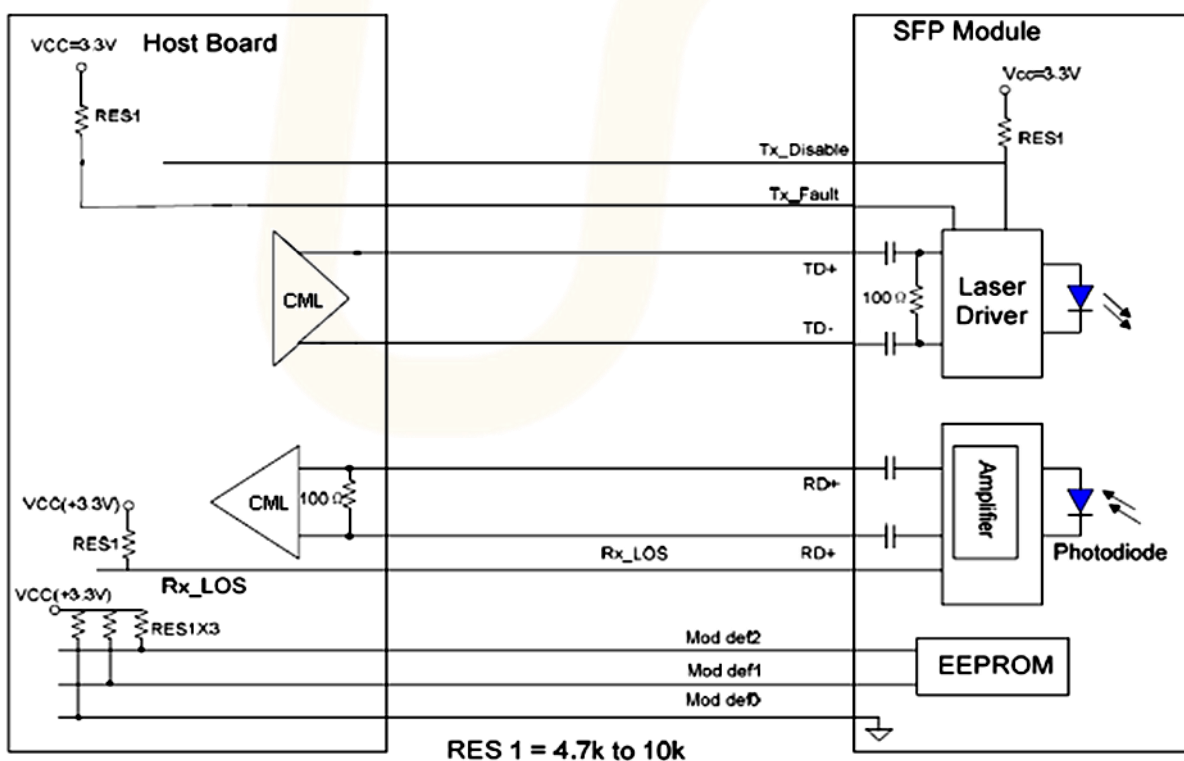 Host Board
VCC=3.3V
RES1
SFP Module
Vcc=3.3V
RES1
Tx_Disable
Tx_Fault
CML
TD+
TD-
100Ω
Laser
Driver
CML
100Ω
RD+
RD+
Amplifier
Photodiode
VCC(+3.3V)
RES1
Rx_LOS
Rx_LOS
VCC(+3.3V)
RES1X3
Mod def2
Mod def1
Mod def0
EEPROM
RES 1 = 4.7k to 10k